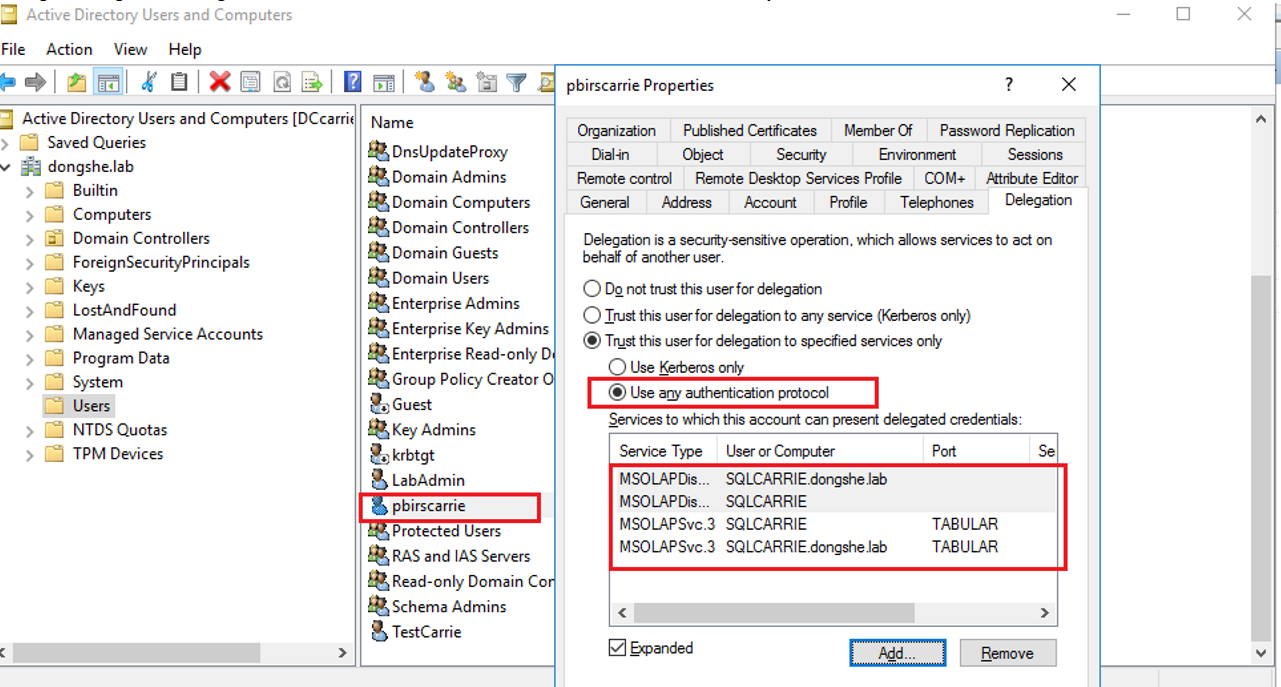 Active Directory Users and Computers
File Action View Help
Active Directory Users and Computers [DCcarrie
Saved Queries
dongshe.lab
Builtin
Computers
Domain Controllers
ForeignSecurityPrincipals
Keys
LostAndFound
Managed Service Accounts
Program Data
System
Users
NTDS Quotas
TPM Devices
Name
DnsUpdateProxy
Domain Admins
Domain Computers
Domain Controllers
Domain Guests
Domain Users
Enterprise Admins
Enterprise Key Admins
Enterprise Read-only Do
Group Policy Creator O
Guest
Key Admins
krbtgt
LabAdmin
pbirscarrie
Protected Users
RAS and IAS Servers
Read-only Domain Con
Schema Admins
TestCarrie
pbirscarrie Properties
Organization Published Certificates Member Of Password Replication
Dial-in Object Security Environment Sessions
Remote control Remote Desktop Services Profile COM+ Attribute Editor
General Address Account Profile Telephones Delegation
Delegation is a security-sensitive operation, which allows services to act on
behalf of another user.
Do not trust this user for delegation
Trust this user for delegation to any service (Kerberos only)
Trust this user for delegation to specified services only
Use Kerberos only
Use any authentication protocol
Services to which this account can present delegated credentials:
Service Type User or Computer Port Se
MSOLAPDis... SQLCARRIE.dongshe.lab
MSOLAPDis... SQLCARRIE
MSOLAPSvc.3 SQLCARRIE TABULAR
MSOLAPSvc.3 SQLCARRIE.dongshe.lab TABULAR
Expanded Add... Remove